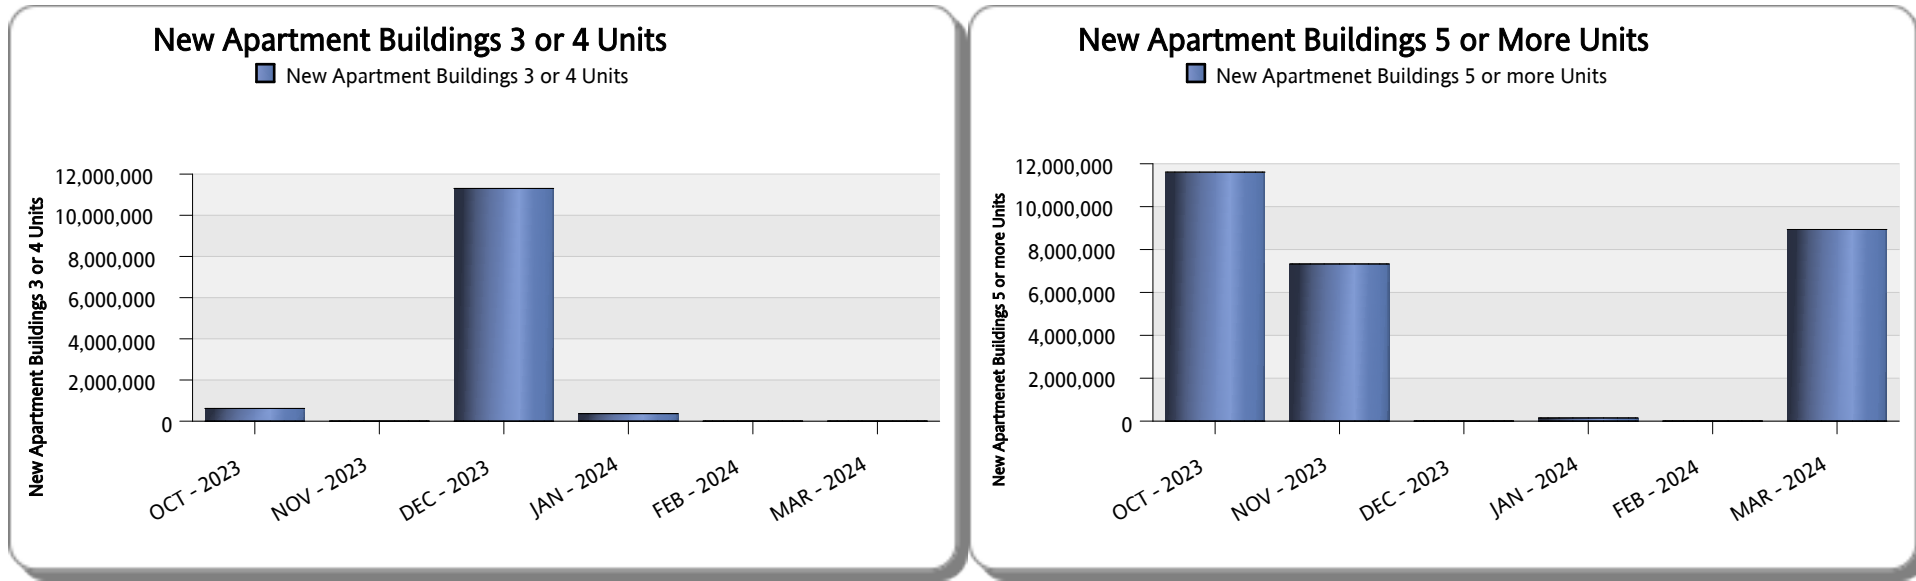 New Apartment Buildings 3 or 4 Units
New Apartment Buildings 3 or 4 Units
New Apartment Buildings 3 or 4 Units
12,000,000
10,000,000
8,000,000
6,000,000
4,000,000
2,000,000
0
OCT - 2023
NOV - 2023
DEC - 2023
JAN - 2024
FEB - 2024
MAR - 2024
New Apartment Buildings 5 or More Units
New Apartmenet Buildings 5 or more Units
New Apartmenet Buildings 5 or more Units
12,000,000
10,000,000
8,000,000
6,000,000
4,000,000
2,000,000
0
OCT - 2023
NOV - 2023
DEC - 2023
JAN - 2024
FEB - 2024
MAR - 2024